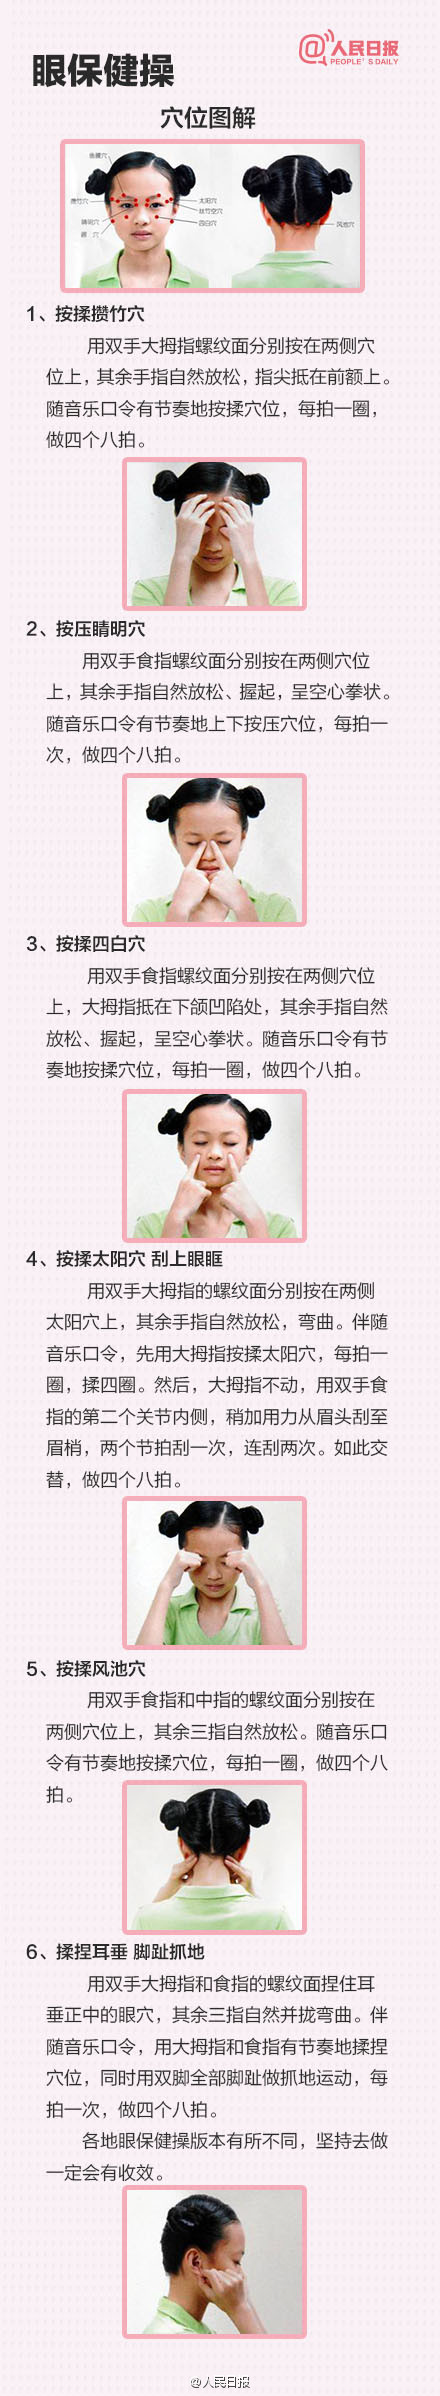 @人民日报
PEOPLE'S DAILY
眼保健操
穴位图解
鱼腰穴
攒竹穴
睛明穴
太阳穴
丝竹空穴
四白穴
风池穴
1、按揉攒竹穴
用双手大拇指螺纹面分别按在两侧穴
位上，其余手指自然放松，指尖抵在前额上。
随音乐口令有节奏地按揉穴位，每拍一圈，
做四个八拍。
2、按压睛明穴
用双手食指螺纹面分别按在两侧穴位
上，其余手指自然放松、握起，呈空心拳状。
随音乐口令有节奏地上下按压穴位，每拍一
次，做四个八拍。
3、按揉四白穴
用双手食指螺纹面分别按在两侧穴位
上，大拇指抵在下颌凹陷处，其余手指自然
放松、握起，呈空心拳状。随音乐口令有节
奏地按揉穴位，每拍一圈，做四个八拍。
4、按揉太阳穴 刮上眼眶
用双手大拇指的螺纹面分别按在两侧
太阳穴上，其余手指自然放松，弯曲。伴随
音乐口令，先用大拇指按揉太阳穴，每拍一
圈，揉四圈。然后，大拇指不动，用双手食
指的第二个关节内侧，稍加用力从眉头刮至
眉梢，两个节拍刮一次，连刮两次。如此交
替，做四个八拍。
5、按揉风池穴
用双手食指和中指的螺纹面分别按在
两侧穴位上，其余三指自然放松。随音乐口
令有节奏地按揉穴位，每拍一圈，做四个八
拍。
6、揉捏耳垂 脚趾抓地
用双手大拇指和食指的螺纹面捏住耳
垂正中的眼穴，其余三指自然并拢弯曲。伴
随音乐口令，用大拇指和食指有节奏地揉捏
穴位，同时用双脚全部脚趾做抓地运动，每
拍一次，做四个八拍。
各地眼保健操版本有所不同，坚持去做
一定会有收效。
@人民日报